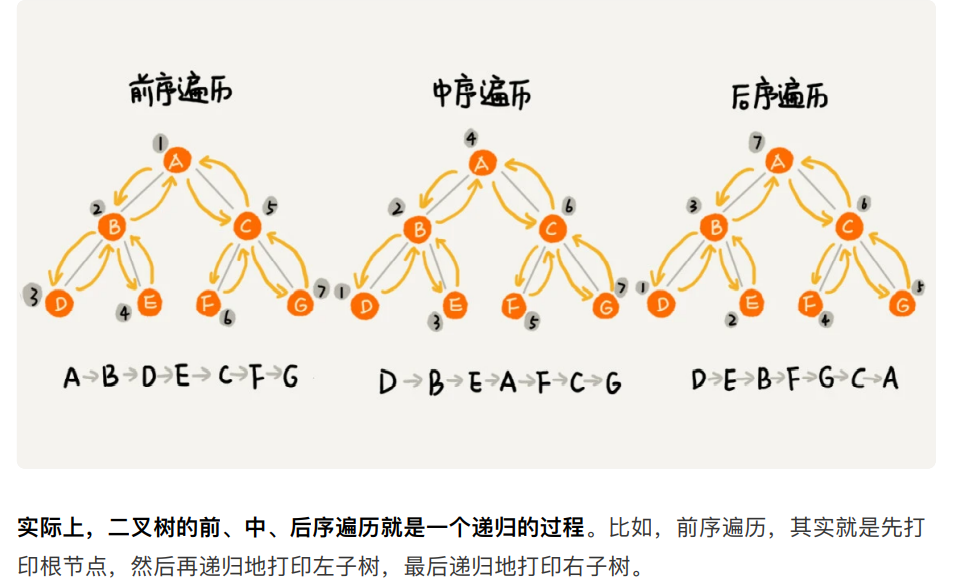 前序遍历 中序遍历 后序遍历
1 4 7
A A A
2 5 2 6 3 6
B C B C B C
3 7 1 7 1 5
D E F G D E F G D E F G
4 6 3 5 2 4
A→B→D→E→C→F→G
D→B→E→A→F→C→G
D→E→B→F→G→C→A
实际上，二叉树的前、中、后序遍历就是一个递归的过程。比如，前序遍历，其实就是先打
印根节点，然后再递归地打印左子树，最后递归地打印右子树。